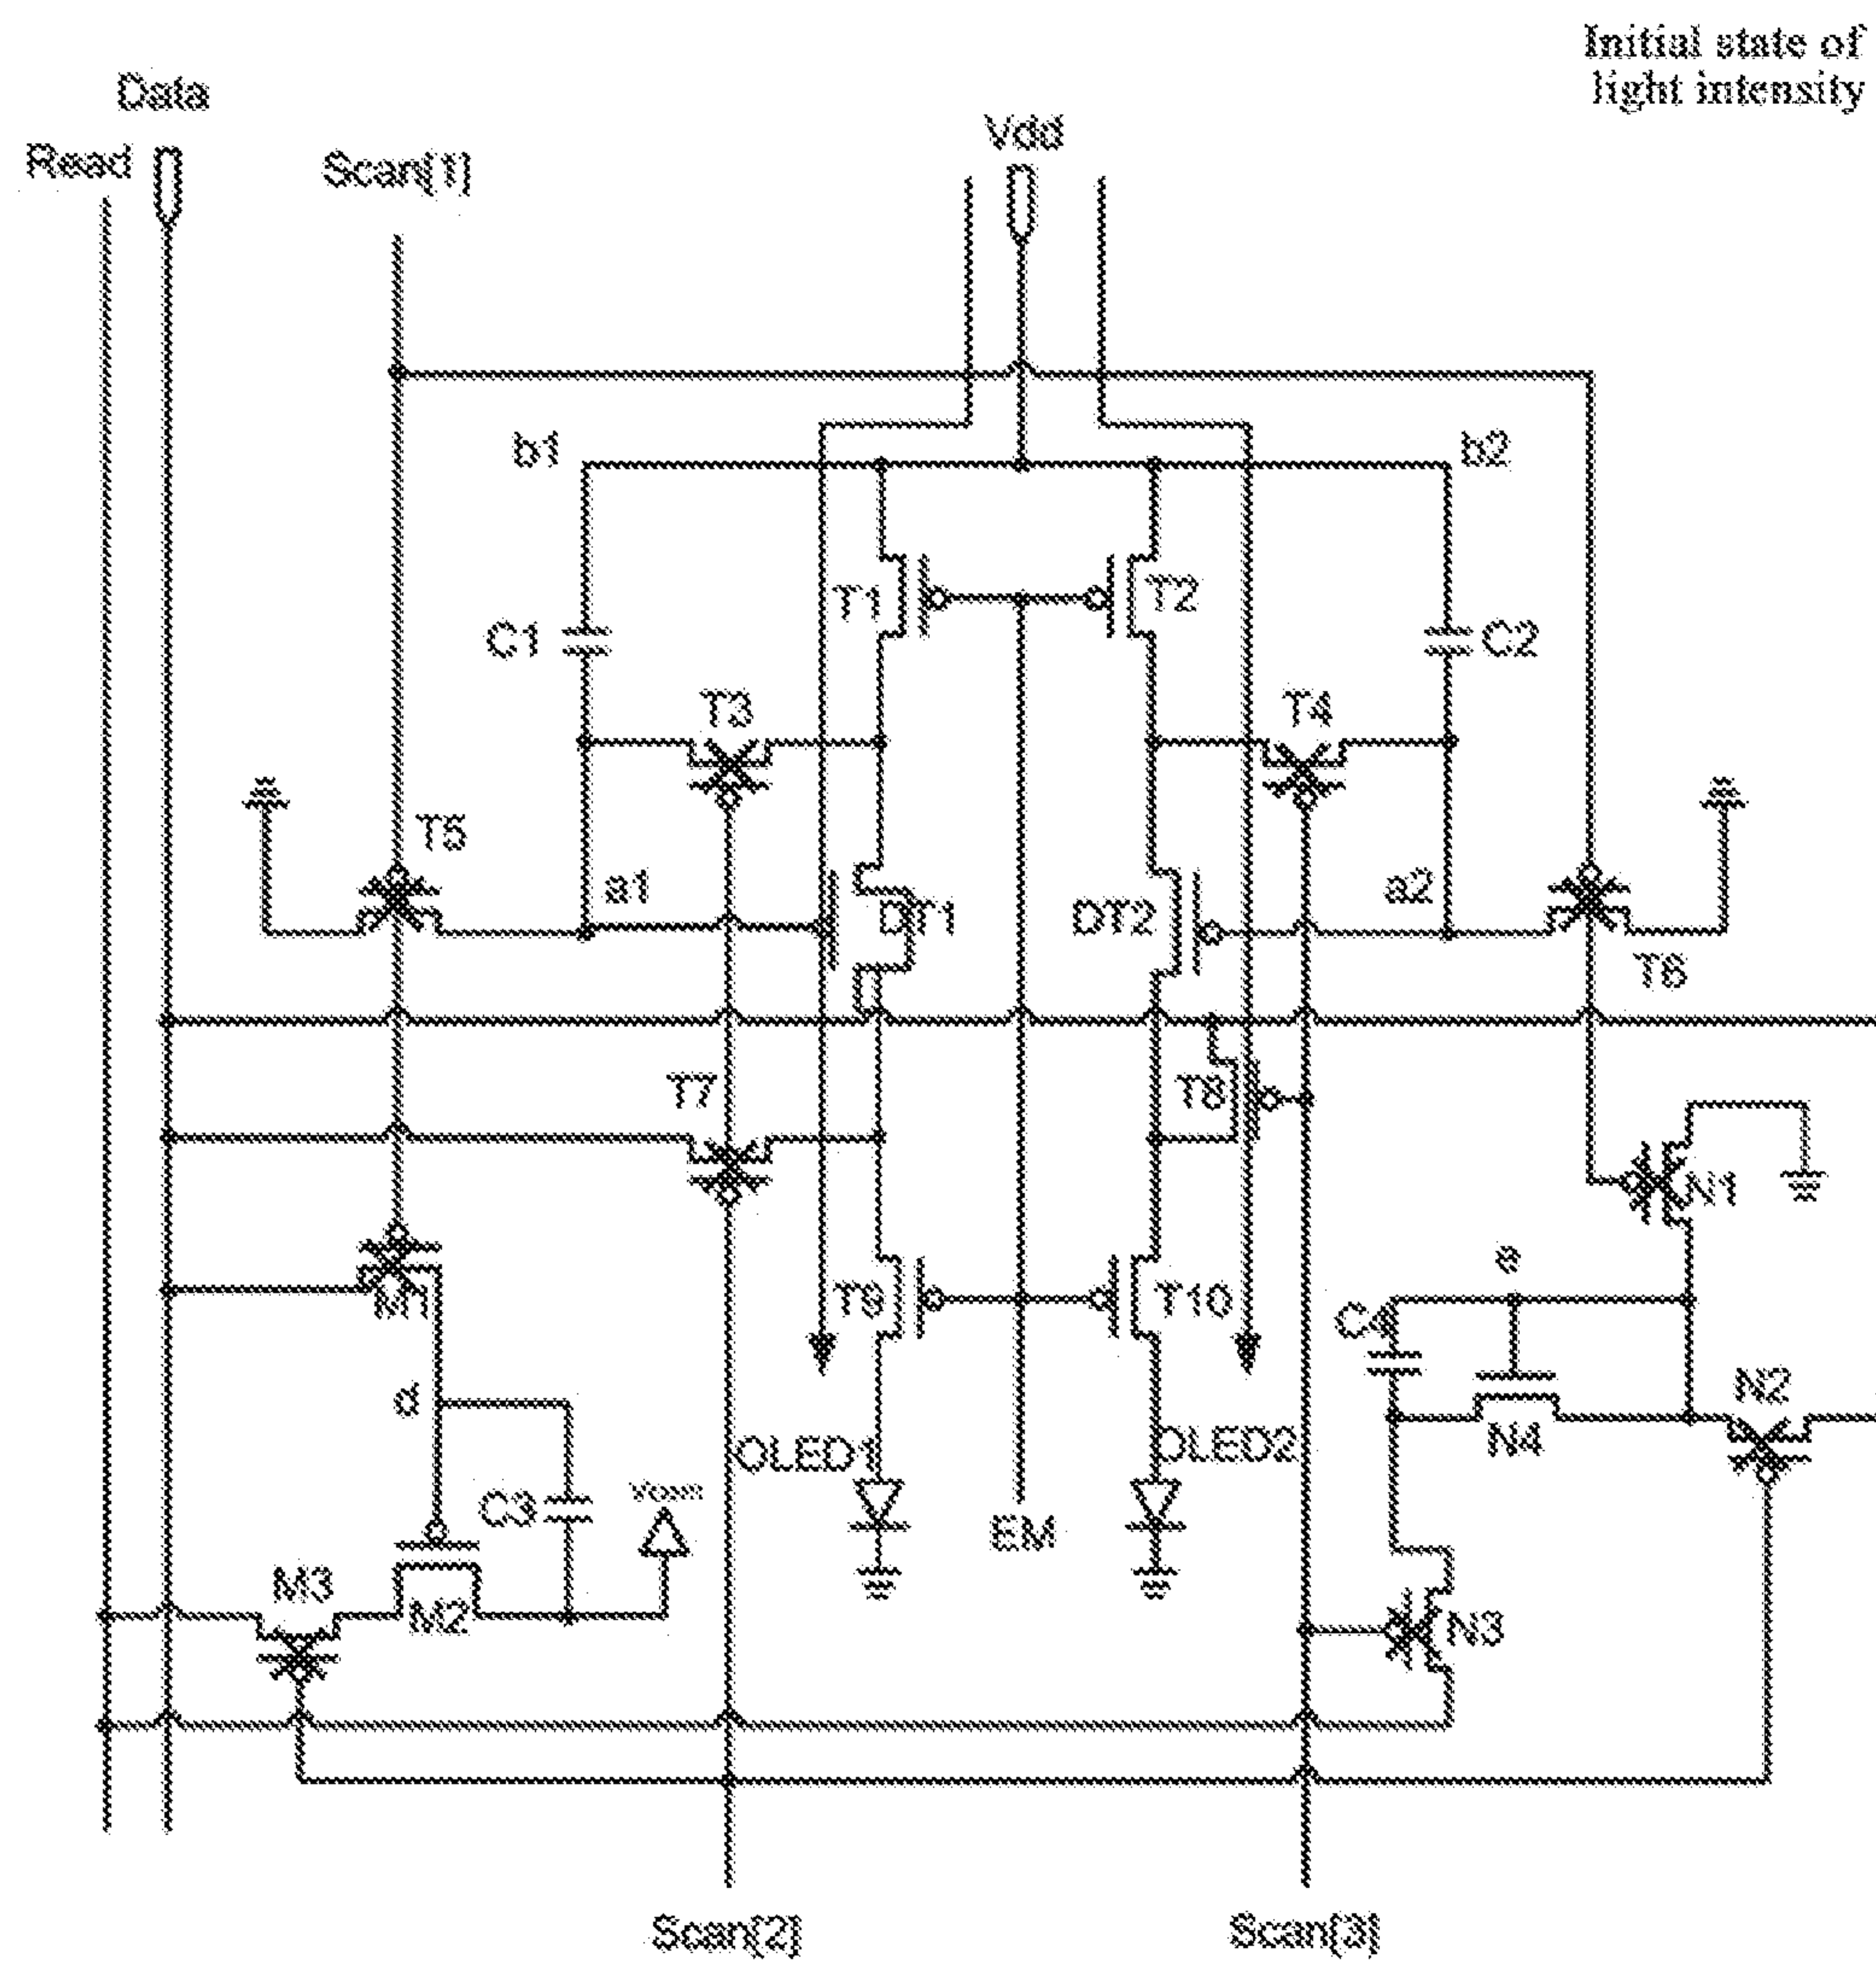 Initial state of
light intensity
Data
Read
Scan[1]
Vdd
b1
b2
T1
T2
C1
C2
T3
T4
T5
a1
DT1
DT2
a2
T6
T7
T8
N1
M1
e
T9
T10
C4
d
N2
N4
OLED1
OLED2
C3
Vcom
EM
M3
M2
N3
Scan[2]
Scan[3]